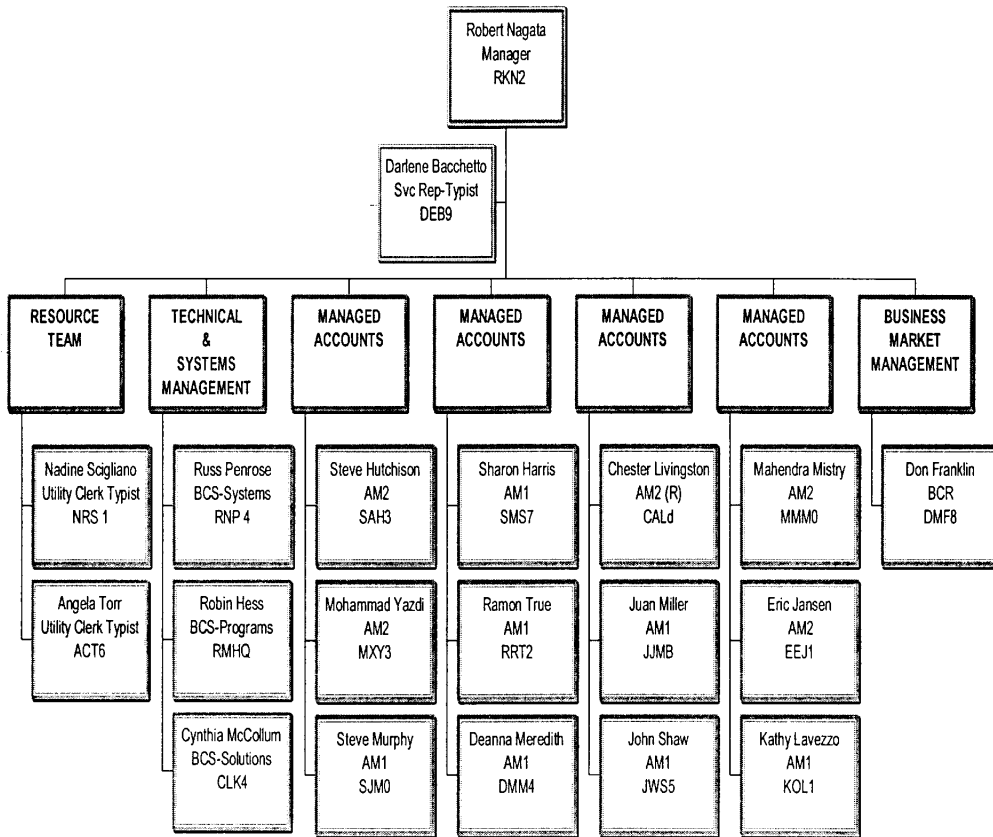 Robert Nagata
Manager
RKN2
Darlene Bacchetto
Svc Rep-Typist
DEB9
RESOURCE
TEAM
TECHNICAL
&
SYSTEMS
MANAGEMENT
MANAGED
ACCOUNTS
MANAGED
ACCOUNTS
MANAGED
ACCOUNTS
MANAGED
ACCOUNTS
BUSINESS
MARKET
MANAGEMENT
Nadine Scigliano
Utility Clerk Typist
NRS 1
Russ Penrose
BCS-Systems
RNP 4
Steve Hutchison
AM2
SAH3
Sharon Harris
AM1
SMS7
Chester Livingston
AM2 (R)
CALd
Mahendra Mistry
AM2
MMM0
Don Franklin
BCR
DMF8
Angela Torr
Utility Clerk Typist
ACT6
Robin Hess
BCS-Programs
RMHQ
Mohammad Yazdi
AM2
MXY3
Ramon True
AM1
RRT2
Juan Miller
AM1
JJMB
Eric Jansen
AM2
EEJ1
Cynthia McCollum
BCS-Solutions
CLK4
Steve Murphy
AM1
SJM0
Deanna Meredith
AM1
DMM4
John Shaw
AM1
JWS5
Kathy Lavezzo
AM1
KOL1